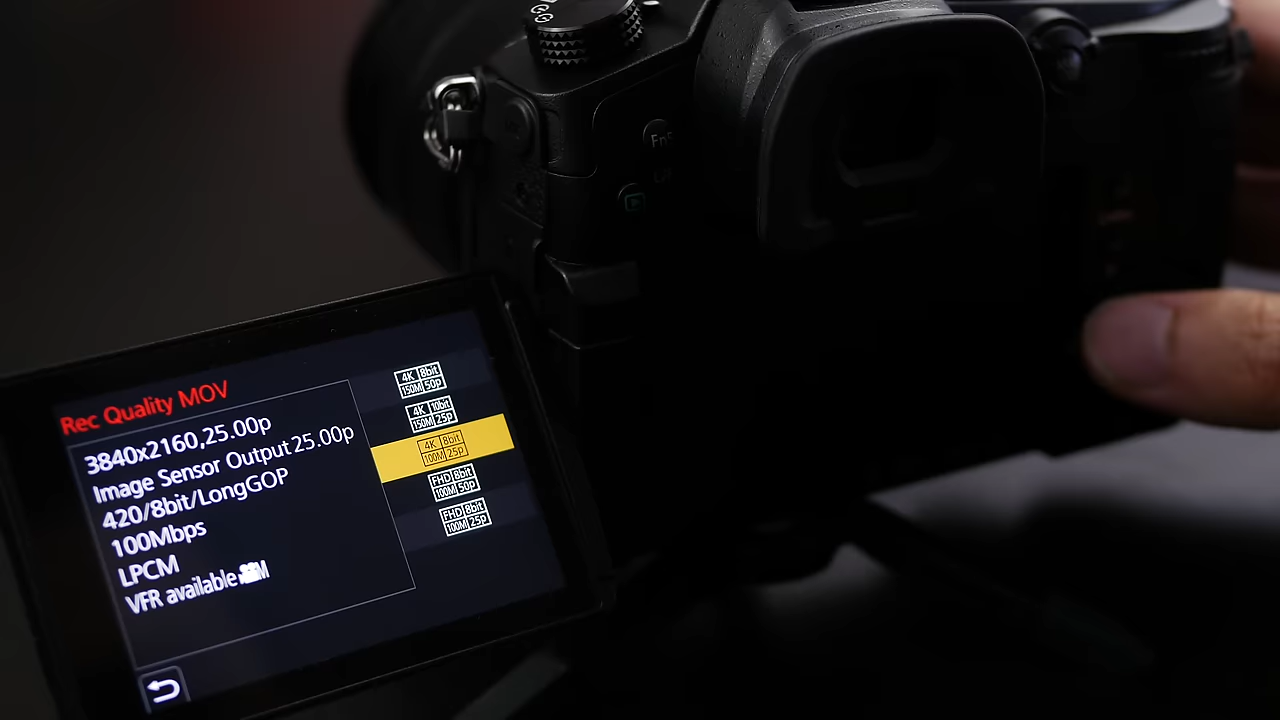 Fn5
Rec Quality MOV
3840x2160,25.00p
Image Sensor Output 25.00p
420/8bit/LongGOP
100Mbps
LPCM
VFR available M
4K 8bit
150M 50p
4K 10bit
150M 25p
4K 8bit
100M 25p
FHD 8bit
100M 50p
FHD 8bit
100M 25p